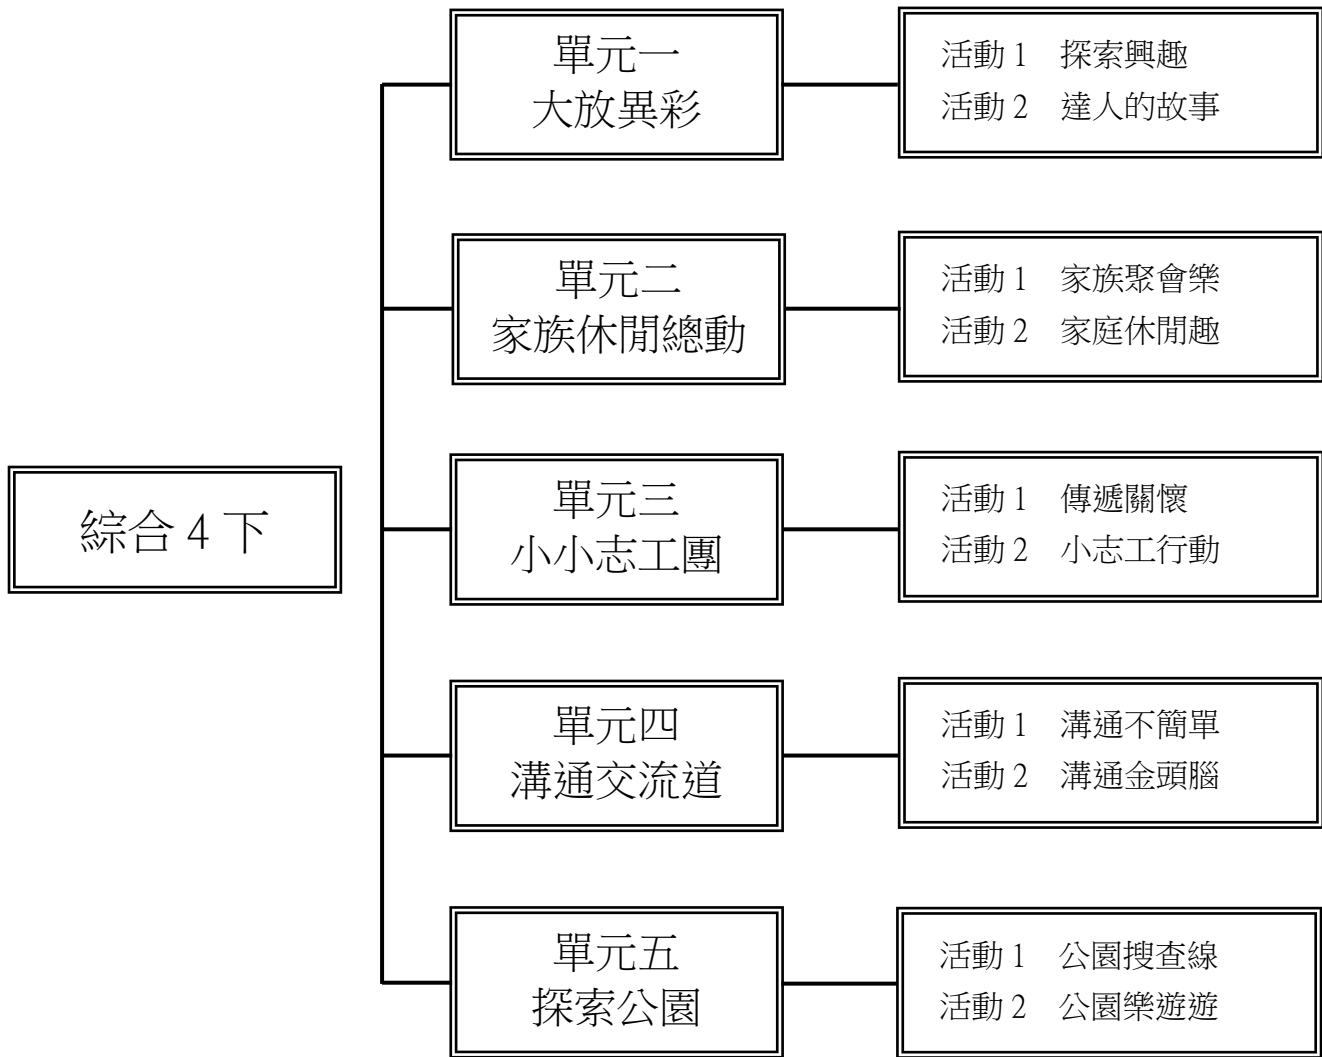 綜合 4 下
單元一
大放異彩
活動 1　探索興趣
活動 2　達人的故事
單元二
家族休閒總動
活動 1　家族聚會樂
活動 2　家庭休閒趣
單元三
小小志工團
活動 1　傳遞關懷
活動 2　小志工行動
單元四
溝通交流道
活動 1　溝通不簡單
活動 2　溝通金頭腦
單元五
探索公園
活動 1　公園搜查線
活動 2　公園樂遊遊